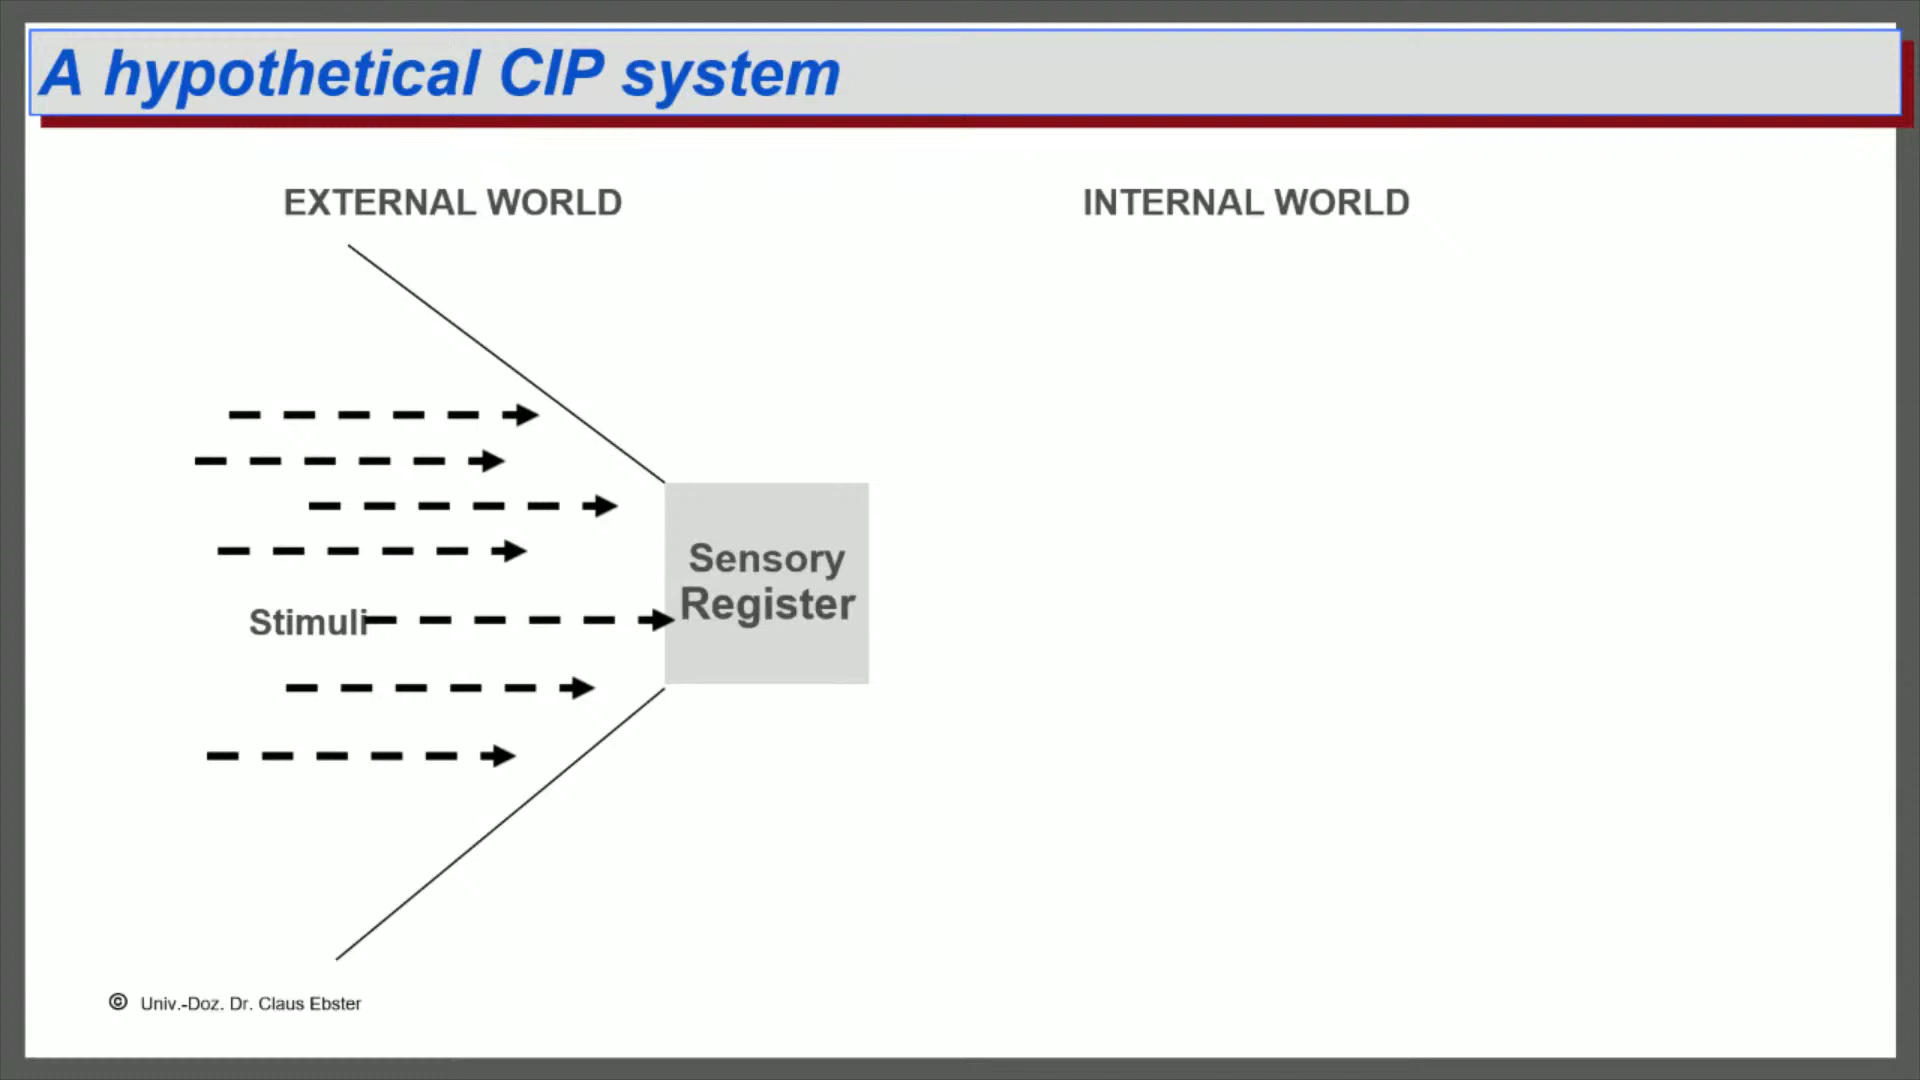 A hypothetical CIP system
EXTERNAL WORLD
INTERNAL WORLD
Sensory
Register
Stimuli
© Univ.-Doz. Dr. Claus Ebster